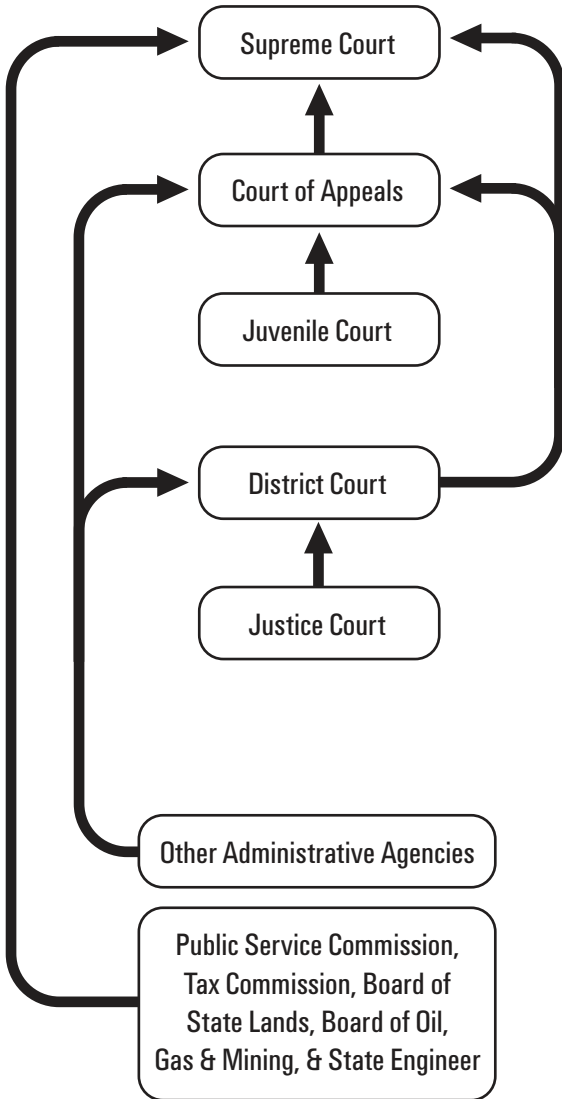 Supreme Court
Court of Appeals
Juvenile Court
District Court
Justice Court
Other Administrative Agencies
Public Service Commission,
Tax Commission, Board of
State Lands, Board of Oil,
Gas & Mining, & State Engineer